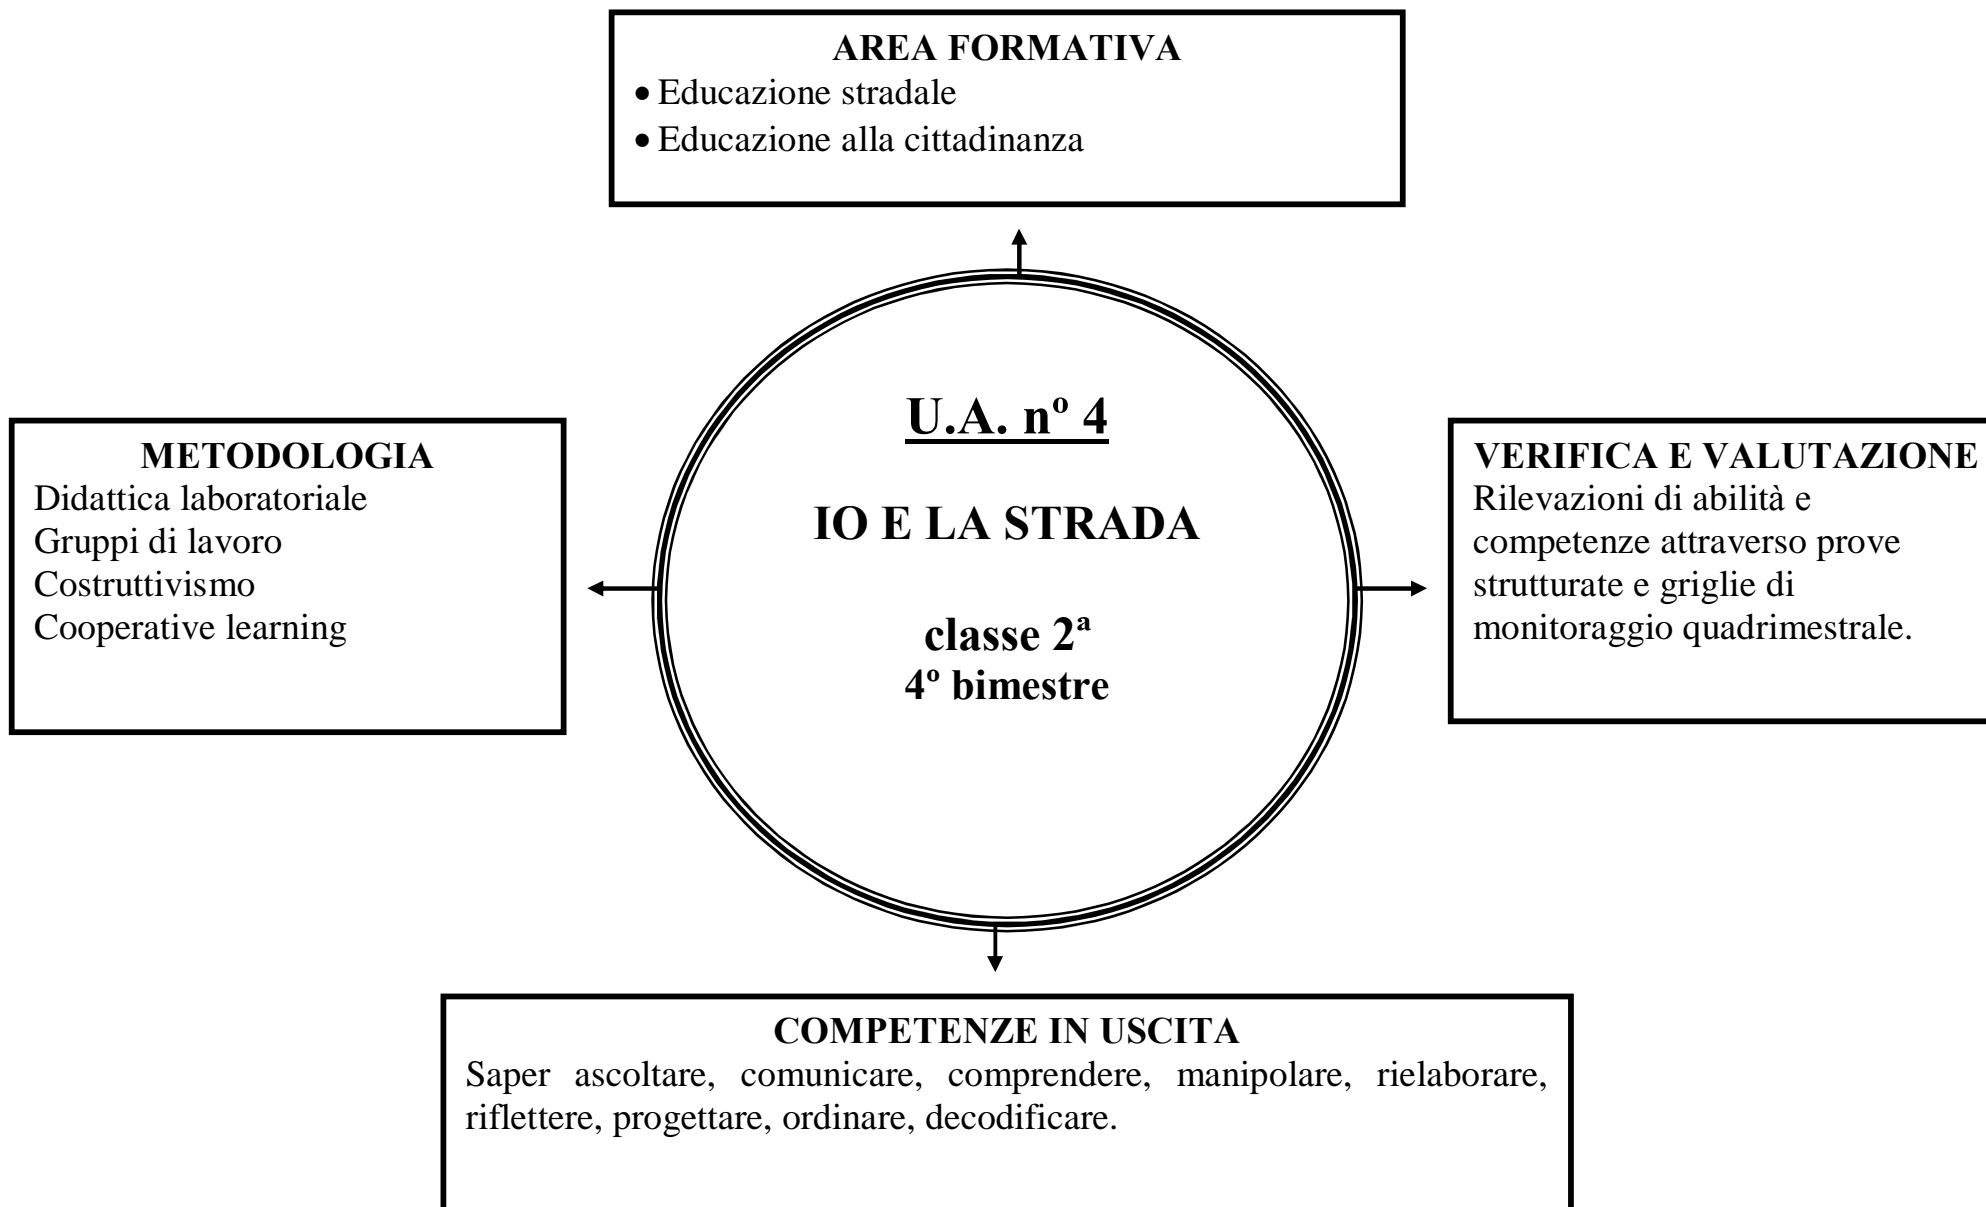 AREA FORMATIVA
• Educazione stradale
• Educazione alla cittadinanza
METODOLOGIA
Didattica laboratoriale
Gruppi di lavoro
Costruttivismo
Cooperative learning
U.A. nº 4
IO E LA STRADA
classe 2ª
4º bimestre
VERIFICA E VALUTAZIONE
Rilevazioni di abilità e
competenze attraverso prove
strutturate e griglie di
monitoraggio quadrimestrale.
COMPETENZE IN USCITA
Saper ascoltare, comunicare, comprendere, manipolare, rielaborare,
riflettere, progettare, ordinare, decodificare.